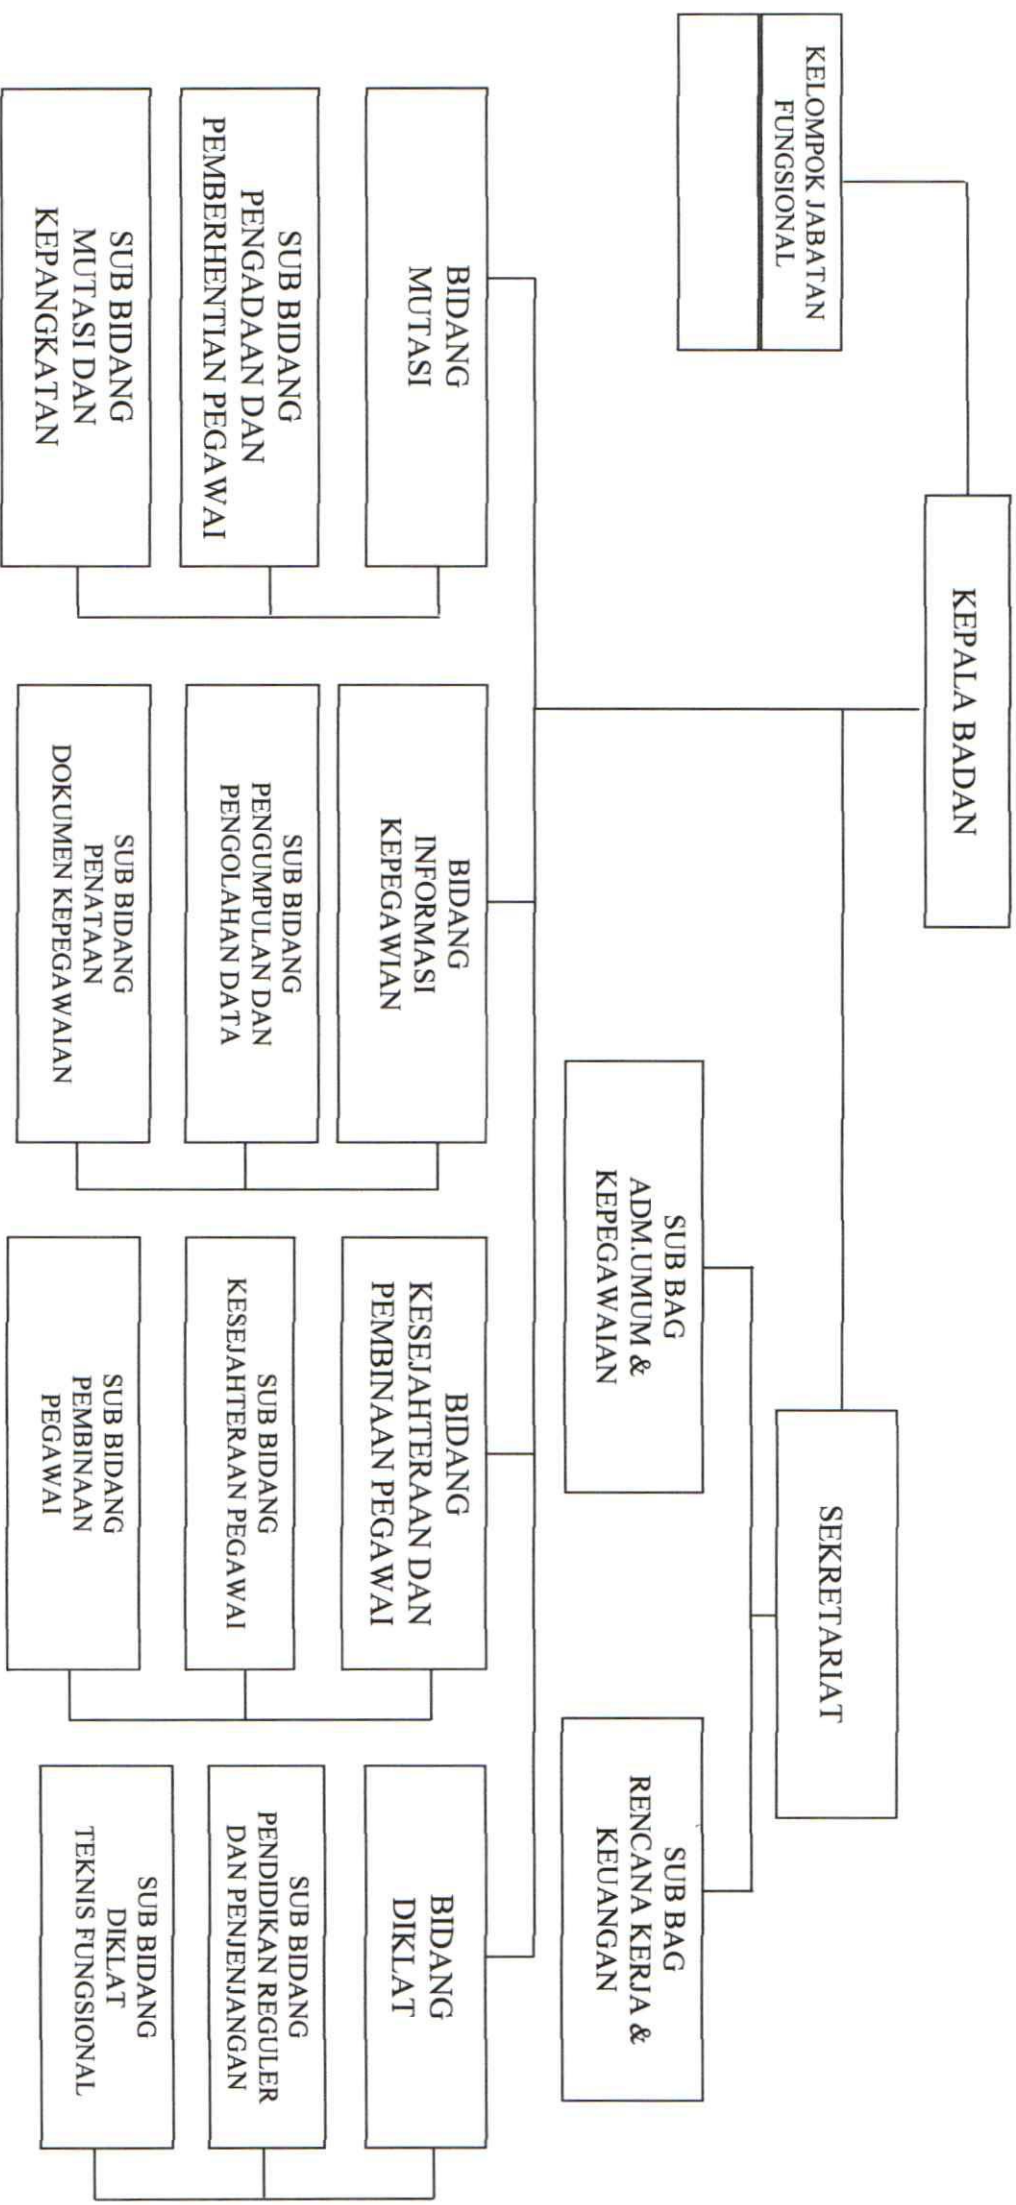 KEPALA BADAN
KELOMPOK JABATAN
FUNGSIONAL
SEKRETARIAT
SUB BAG
ADM.UMUM &
KEPEGAWAIAN
SUB BAG
RENCANA KERJA &
KEUANGAN
BIDANG
MUTASI
BIDANG
INFORMASI
KEPEGAWIAN
BIDANG
KESEJAHTERAAN DAN
PEMBINAAN PEGAWAI
BIDANG
DIKLAT
SUB BIDANG
PENGADAAN DAN
PEMBERHENTIAN PEGAWAI
SUB BIDANG
PENGUMPULAN DAN
PENGOLAHAN DATA
SUB BIDANG
KESEJAHTERAAN PEGAWAI
SUB BIDANG
PENDIDIKAN REGULER
DAN PENJENJANGAN
SUB BIDANG
MUTASI DAN
KEPANGKATAN
SUB BIDANG
PENATAAN
DOKUMEN KEPEGAWAIAN
SUB BIDANG
PEMBINAAN
PEGAWAI
SUB BIDANG
DIKLAT
TEKNIS FUNGSIONAL